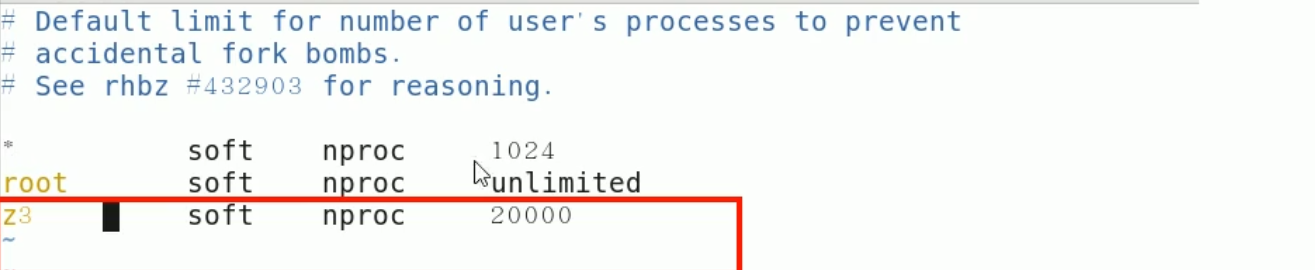 # Default limit for number of user's processes to prevent
# accidental fork bombs.
# See rhbz #432903 for reasoning.
* soft nproc 1024
root soft nproc unlimited
z3 soft nproc 20000
~